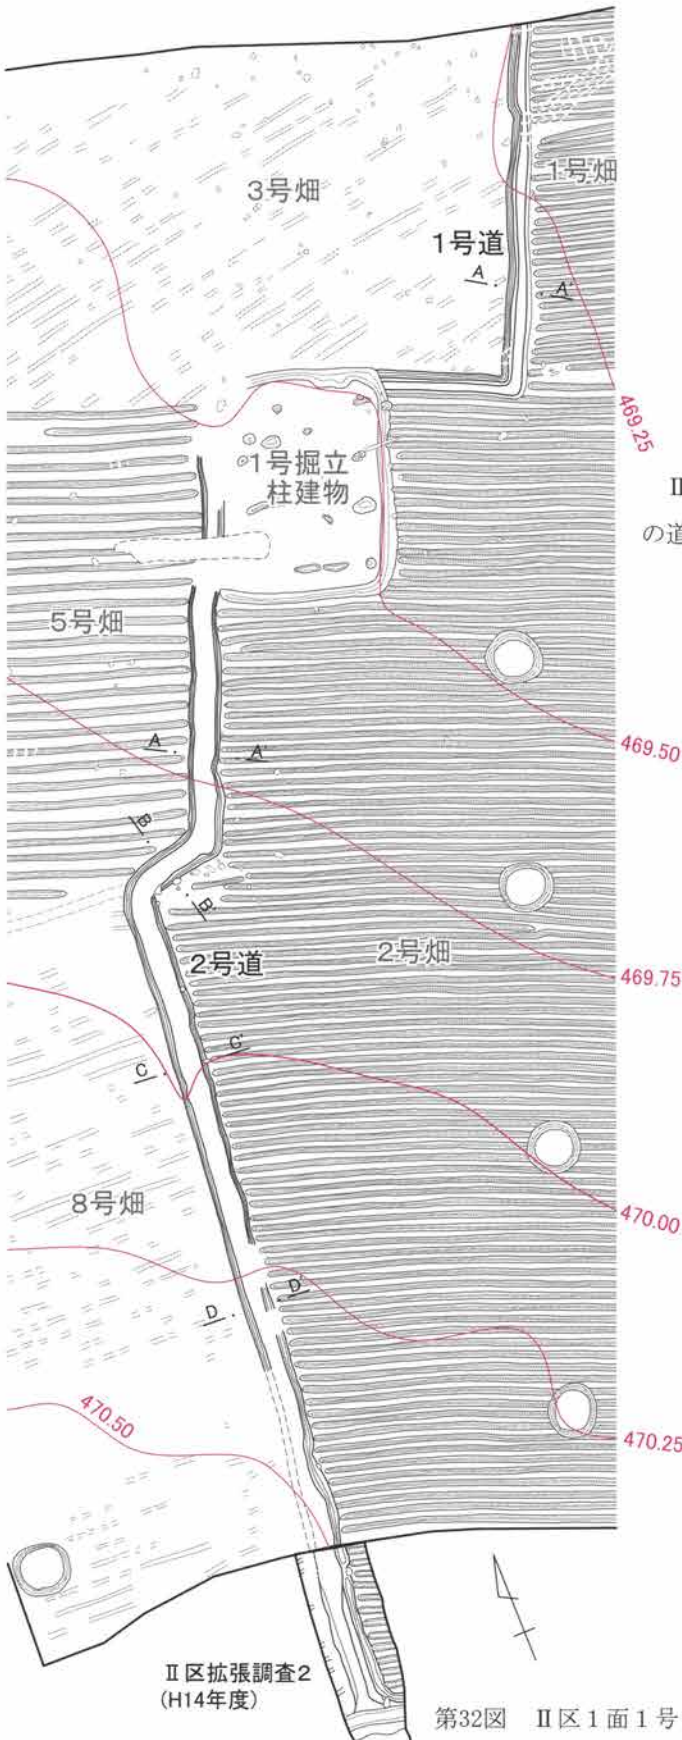 3号畑
1号畑
1号道
A
A'
469.25
1号掘立
柱建物
Ⅱ
の道
5号畑
469.50
A
A'
B
B'
2号道
2号畑
469.75
C
C'
8号畑
470.00
D
D'
470.50
470.25
Ⅱ区拡張調査2
(H14年度)
第32図 Ⅱ区1面1号